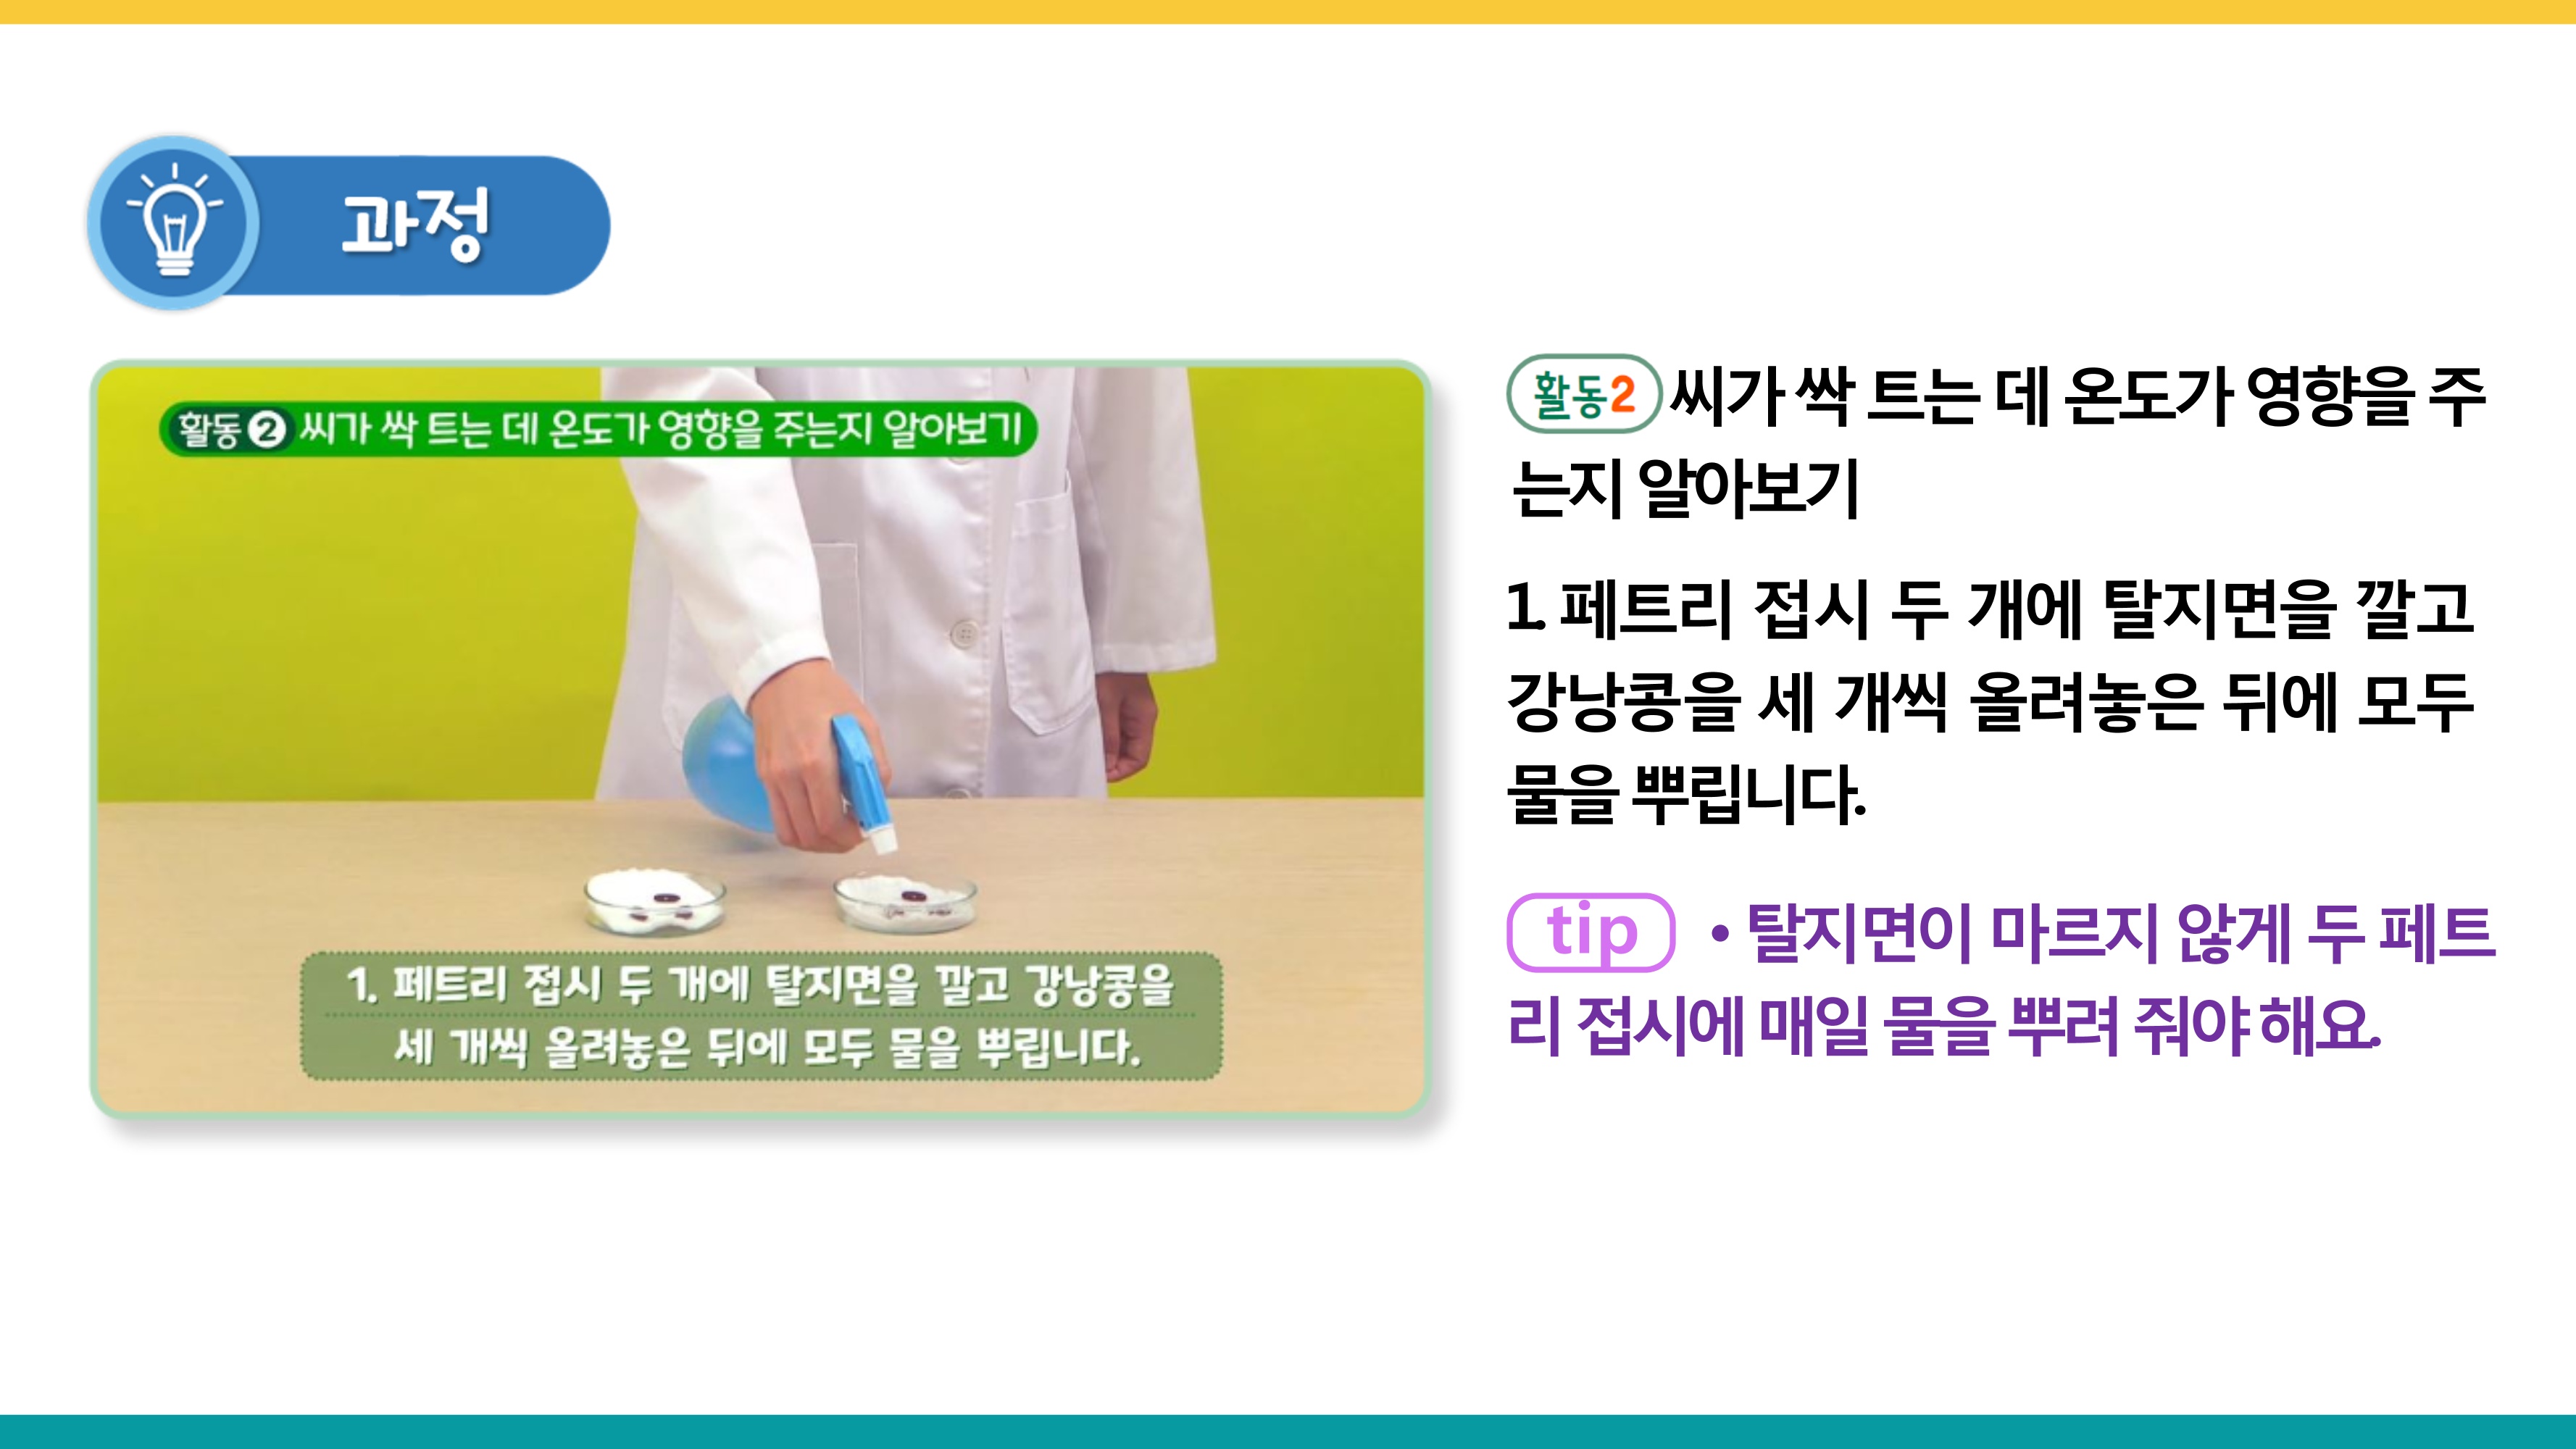 과정
활동 2 씨가 싹 트는 데 온도가 영향을 주는지 알아보기
1. 페트리 접시 두 개에 탈지면을 깔고 강낭콩을
세 개씩 올려놓은 뒤에 모두 물을 뿌립니다.
활동2 씨가 싹 트는 데 온도가 영향을 주
는지 알아보기
1. 페트리 접시 두 개에 탈지면을 깔고
강낭콩을 세 개씩 올려놓은 뒤에 모두
물을 뿌립니다.
tip • 탈지면이 마르지 않게 두 페트
리 접시에 매일 물을 뿌려 줘야 해요.